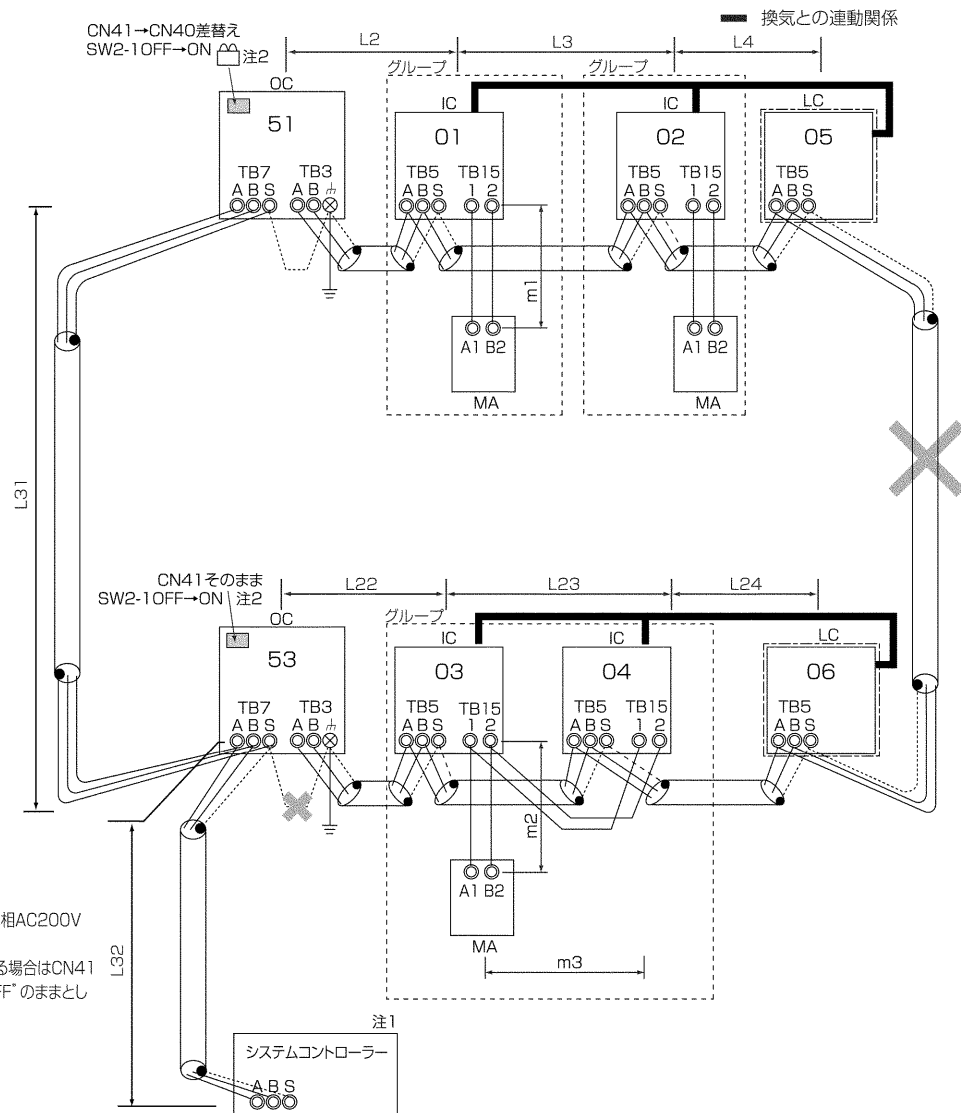 換気との連動関係
CN41→CN40差替え
SW2-1OFF→ON 注2
L2
L3
L4
グループ
グループ
OC
IC
IC
LC
51
01
02
05
TB7
TB3
TB5
TB15
TB5
TB15
TB5
A B S
A B
A B S
1 2
A B S
1 2
A B S
m1
A1 B2
A1 B2
MA
MA
L31
CN41そのまま
SW2-1OFF→ON 注2
L22
L23
L24
グループ
OC
IC
IC
LC
53
03
04
06
TB7
TB3
TB5
TB15
TB5
TB15
TB5
A B S
A B
A B S
1 2
A B S
1 2
A B S
m2
A1 B2
MA
m3
相AC200V
る場合はCN41
FF"のままとし
L32
注1
システムコントローラー
A B S